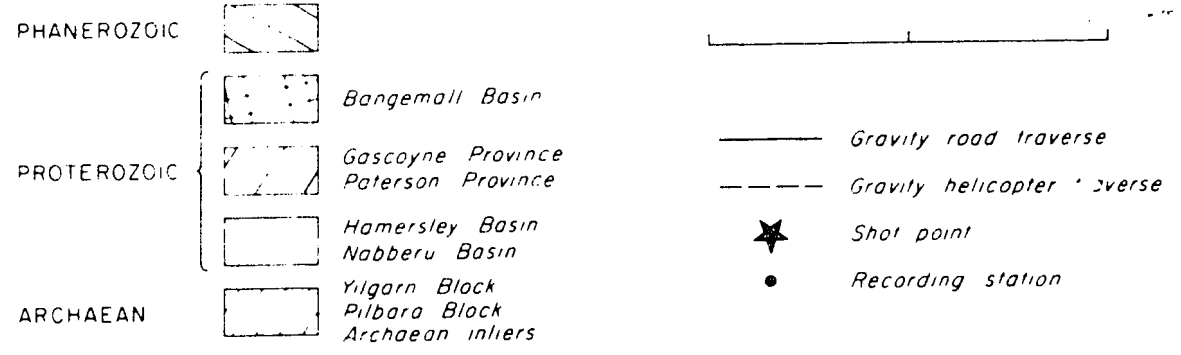 PHANEROZOIC
Bangemall Basin
PROTEROZOIC
Gascoyne Province
Paterson Province
Hamersley Basin
Nabberu Basin
ARCHAEAN
Yilgarn Block
Pilbara Block
Archaean inliers
Gravity road traverse
Gravity helicopter
Shot point
Recording station